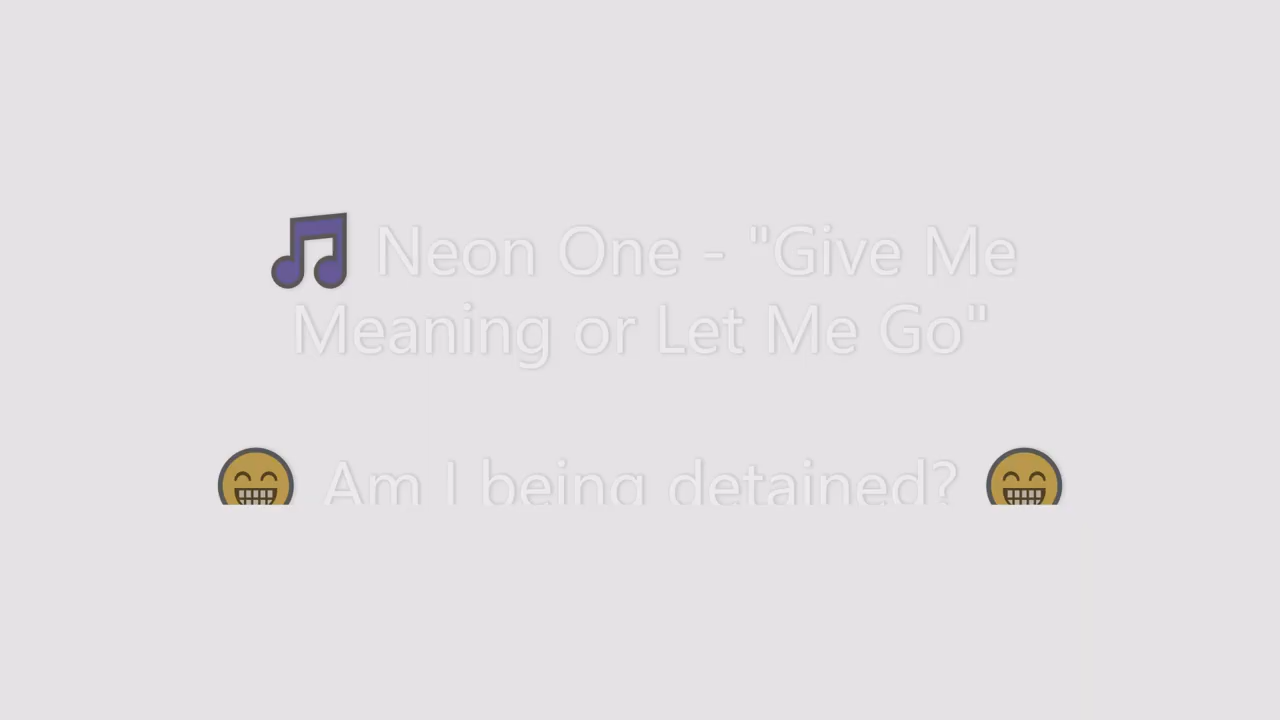 🎵 Neon One - "Give Me
Meaning or Let Me Go"
😁 Am I being detained? 😁